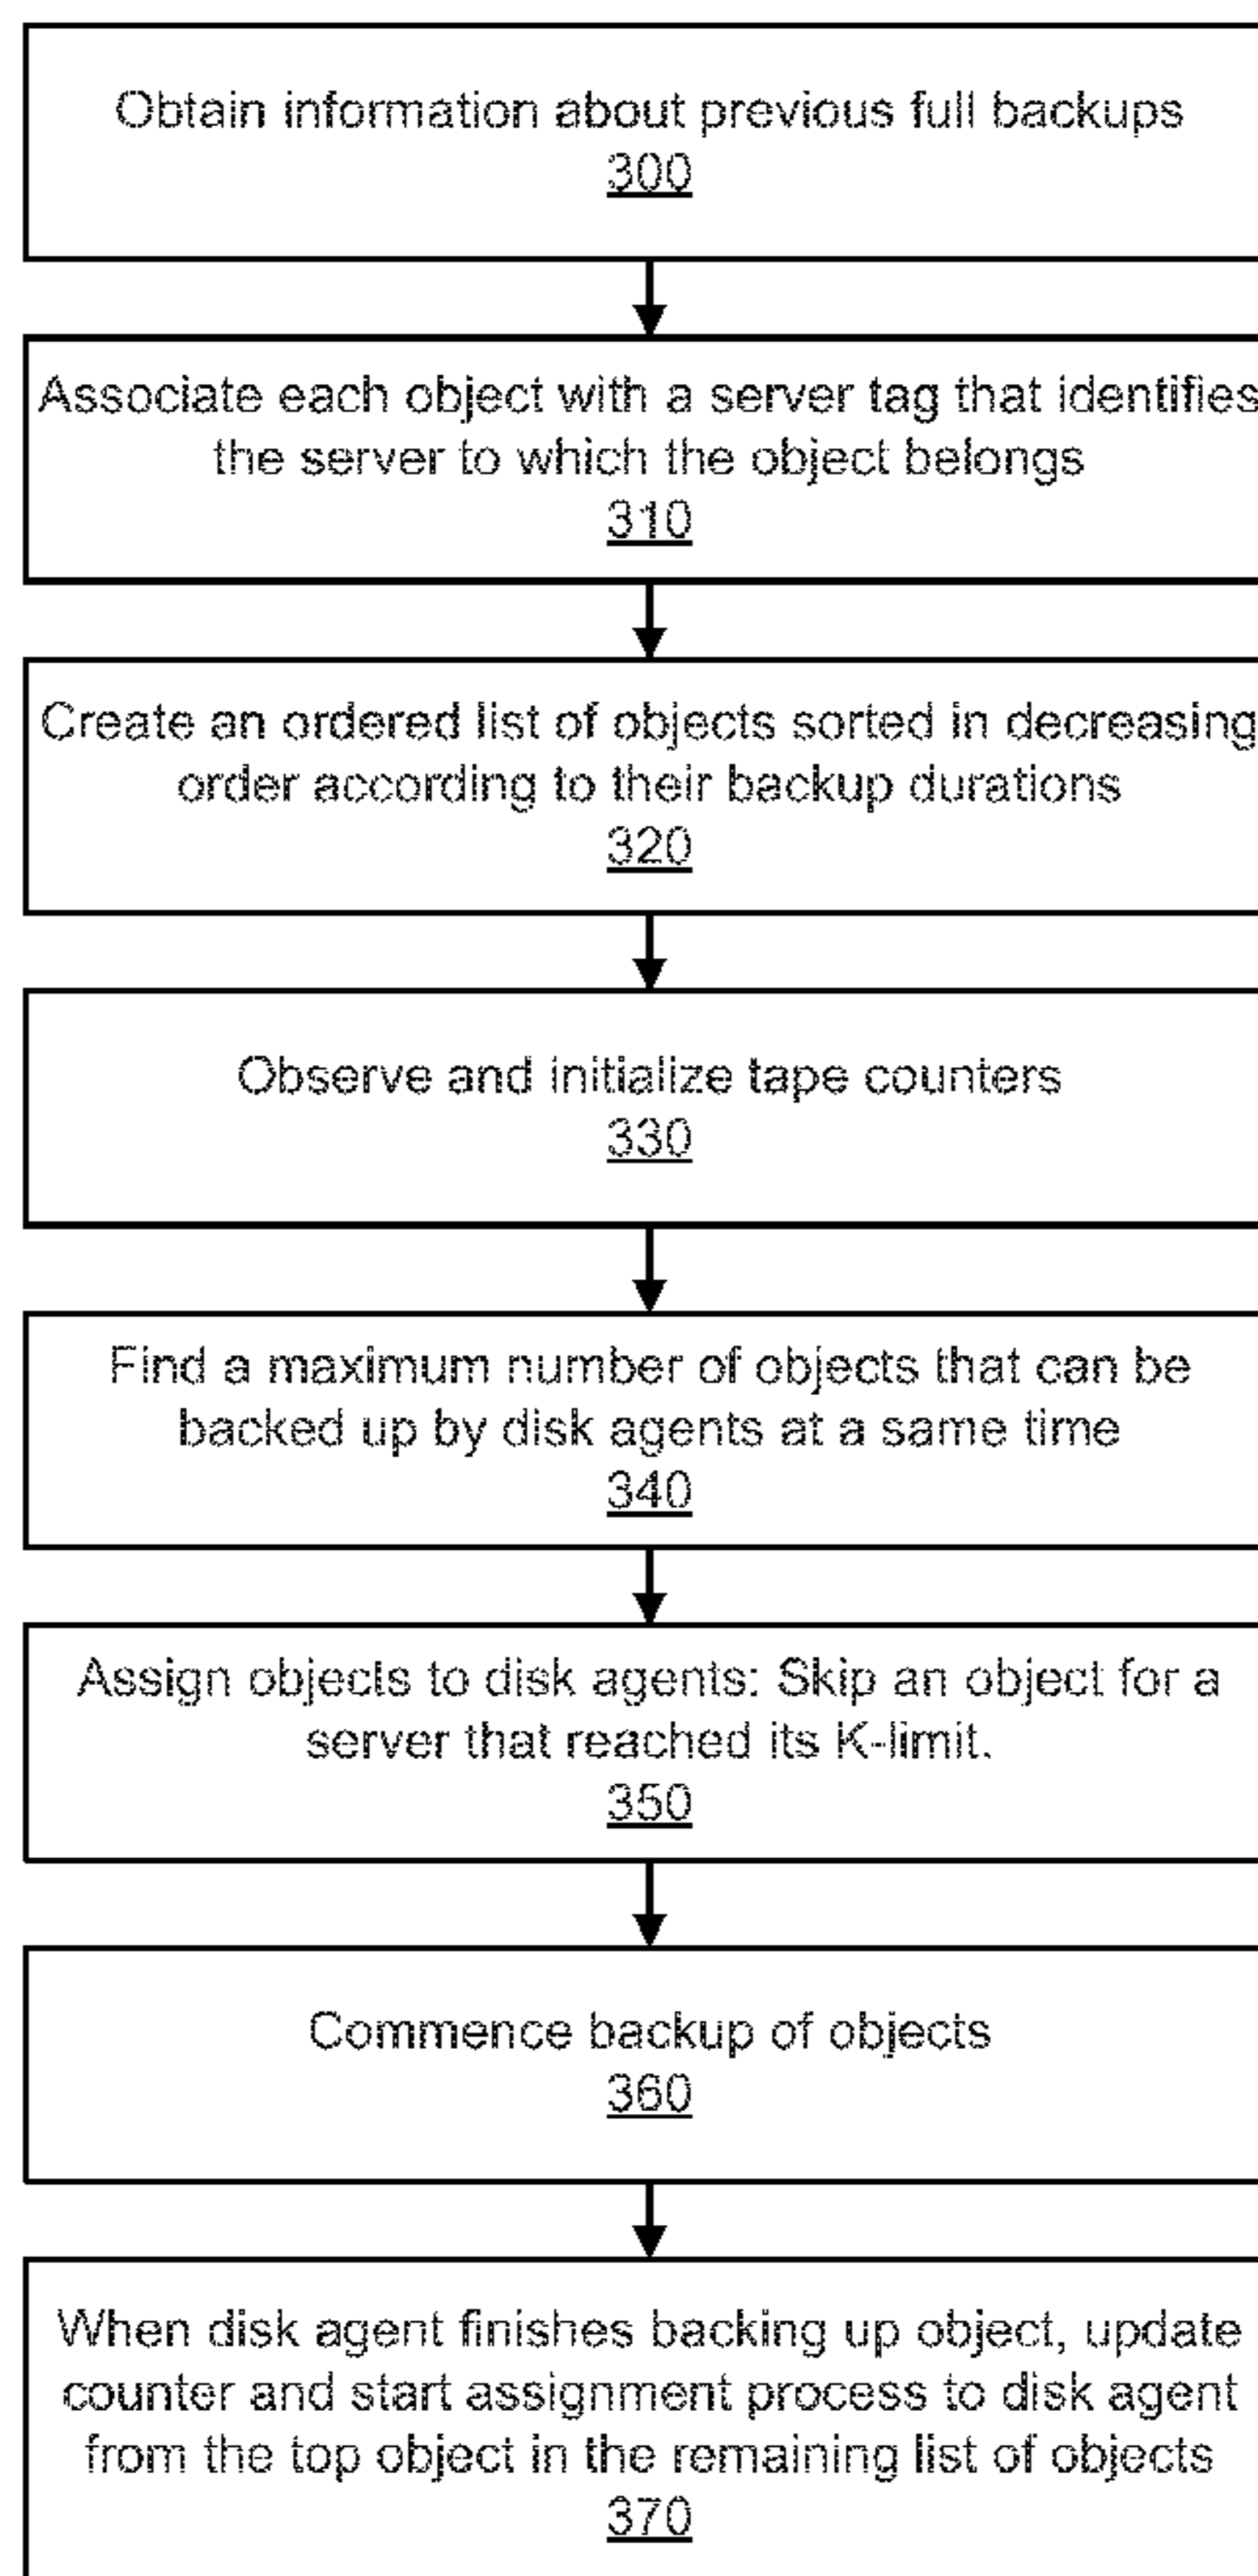 Obtain information about previous full backups
300
Associate each object with a server tag that identifies
the server to which the object belongs
310
Create an ordered list of objects sorted in decreasing
order according to their backup durations
320
Observe and initialize tape counters
330
Find a maximum number of objects that can be
backed up by disk agents at a same time
340
Assign objects to disk agents: Skip an object for a
server that reached its K-limit.
350
Commence backup of objects
360
When disk agent finishes backing up object, update
counter and start assignment process to disk agent
from the top object in the remaining list of objects
370